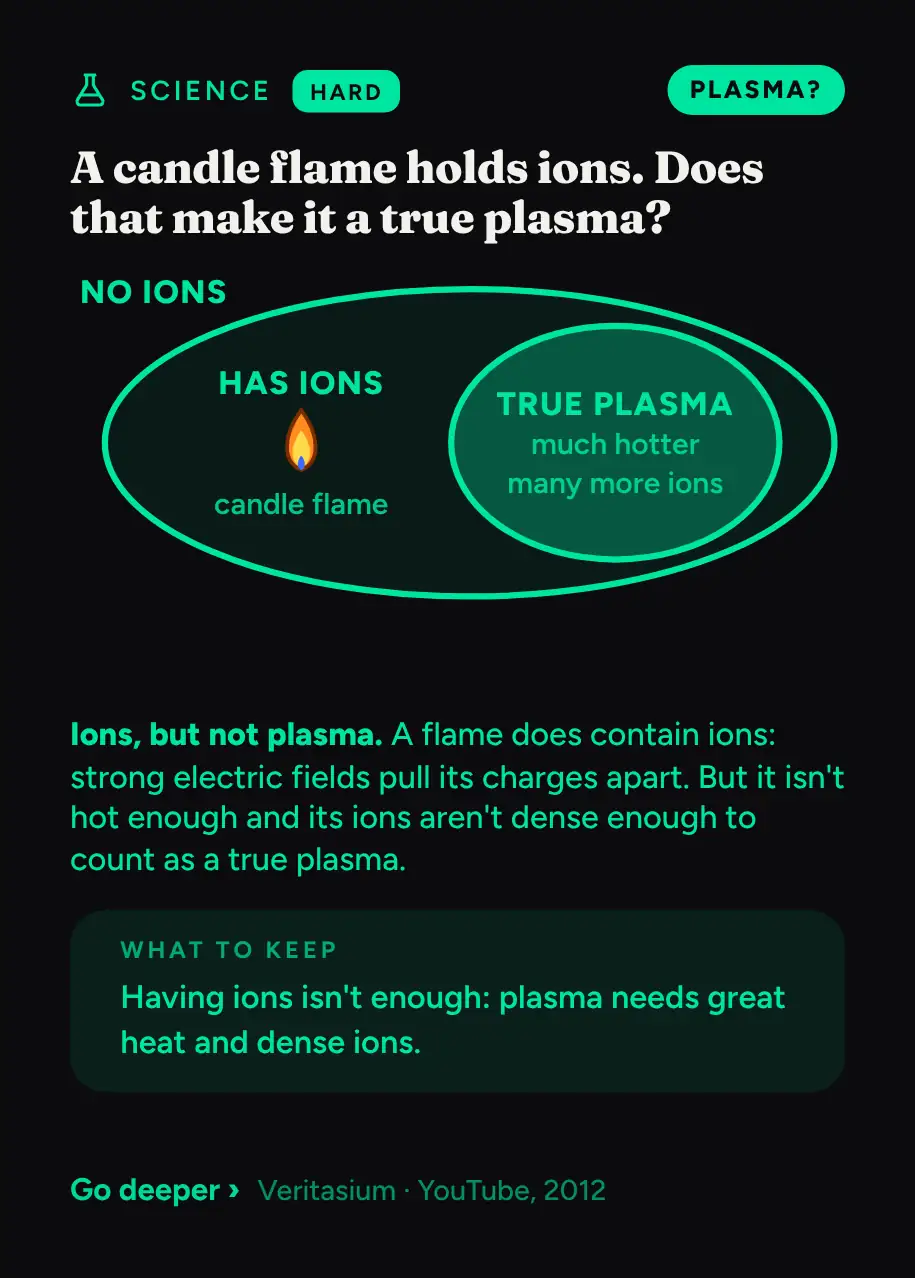 SCIENCE HARD PLASMA?
A candle flame holds ions. Does
that make it a true plasma?
NO IONS
HAS IONS
candle flame
TRUE PLASMA
much hotter
many more ions
Ions, but not plasma. A flame does contain ions:
strong electric fields pull its charges apart. But it isn't
hot enough and its ions aren't dense enough to
count as a true plasma.
WHAT TO KEEP
Having ions isn't enough: plasma needs great
heat and dense ions.
Go deeper › Veritasium · YouTube, 2012